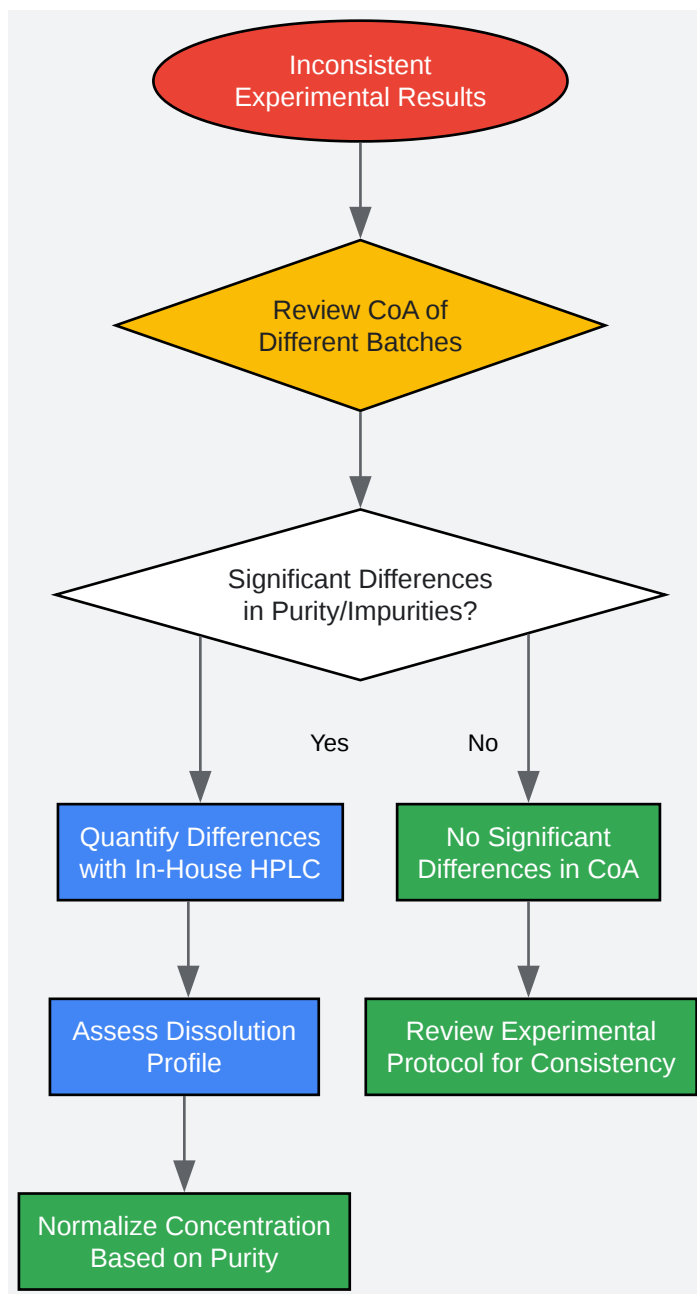 Inconsistent
Experimental Results
Review CoA of
Different Batches
Significant Differences
in Purity/Impurities?
Yes
No
Quantify Differences
with In-House HPLC
No Significant
Differences in CoA
Assess Dissolution
Profile
Review Experimental
Protocol for Consistency
Normalize Concentration
Based on Purity